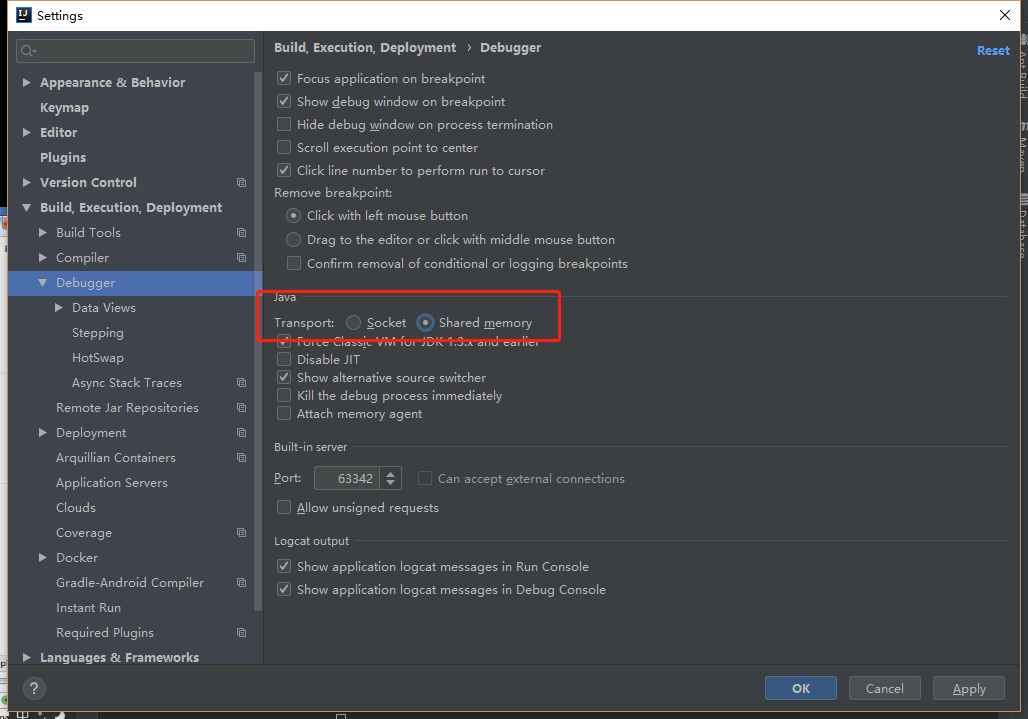 Settings
Build, Execution, Deployment › Debugger
Reset
Appearance & Behavior
Keymap
Editor
Plugins
Version Control
Build, Execution, Deployment
Build Tools
Compiler
Debugger
Data Views
Stepping
HotSwap
Async Stack Traces
Remote Jar Repositories
Deployment
Arquillian Containers
Application Servers
Clouds
Coverage
Docker
Gradle-Android Compiler
Instant Run
Required Plugins
Languages & Frameworks
Focus application on breakpoint
Show debug window on breakpoint
Hide debug window on process termination
Scroll execution point to center
Click line number to perform run to cursor
Remove breakpoint:
Click with left mouse button
Drag to the editor or click with middle mouse button
Confirm removal of conditional or logging breakpoints
Java
Transport: Socket Shared memory
Force Classic VM for JDK 1.3.x and earlier
Disable JIT
Show alternative source switcher
Kill the debug process immediately
Attach memory agent
Built-in server
Port: 63342 Can accept external connections
Allow unsigned requests
Logcat output
Show application logcat messages in Run Console
Show application logcat messages in Debug Console
?
OK Cancel Apply
Ant Build
Maven
Database